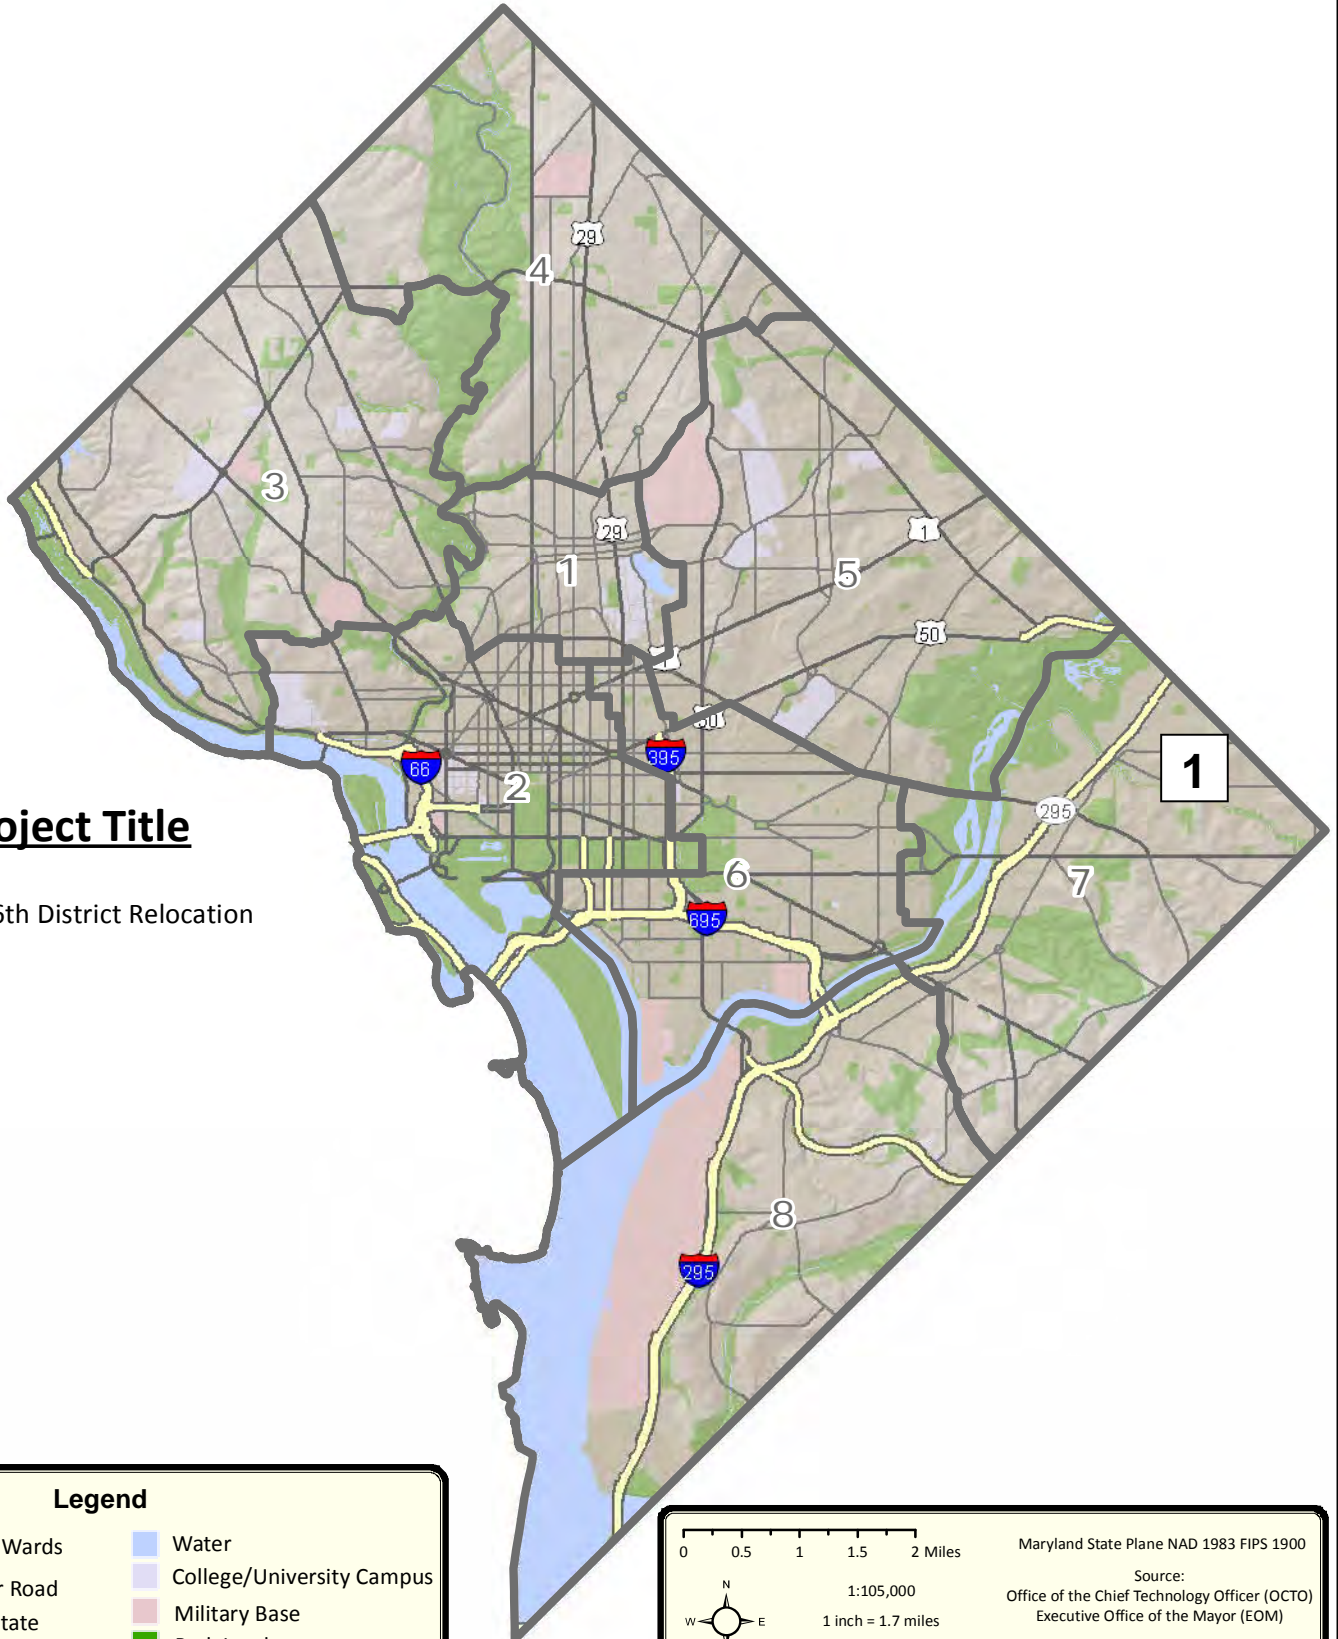 29
4
3
29
1
1
5
50
50
395
66
2
1
295
oject Title
6
7
6th District Relocation
695
8
295
Legend
Wards
Water
r Road
College/University Campus
tate
Military Base
0 0.5 1 1.5 2 Miles
Maryland State Plane NAD 1983 FIPS 1900
N
W E
1:105,000
1 inch = 1.7 miles
Source:
Office of the Chief Technology Officer (OCTO)
Executive Office of the Mayor (EOM)